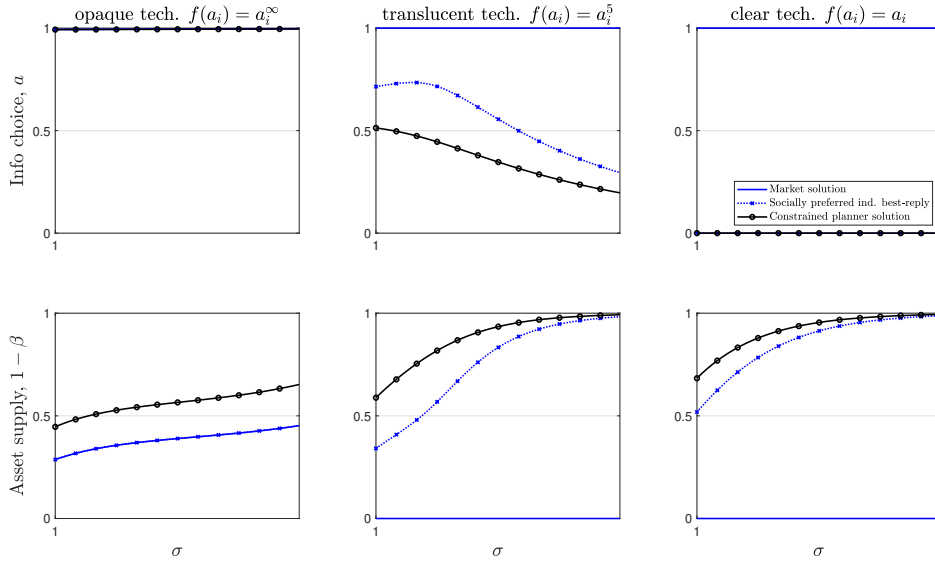 opaque tech. f(a_i) = a_i^∞
translucent tech. f(a_i) = a_i^5
clear tech. f(a_i) = a_i
Info choice, a
1
0.5
0
1
1
0.5
0
1
1
0.5
0
1
Market solution
Socially preferred ind. best-reply
Constrained planner solution
Asset supply, 1 − β
1
0.5
0
1
σ
1
0.5
0
1
σ
1
0.5
0
1
σ